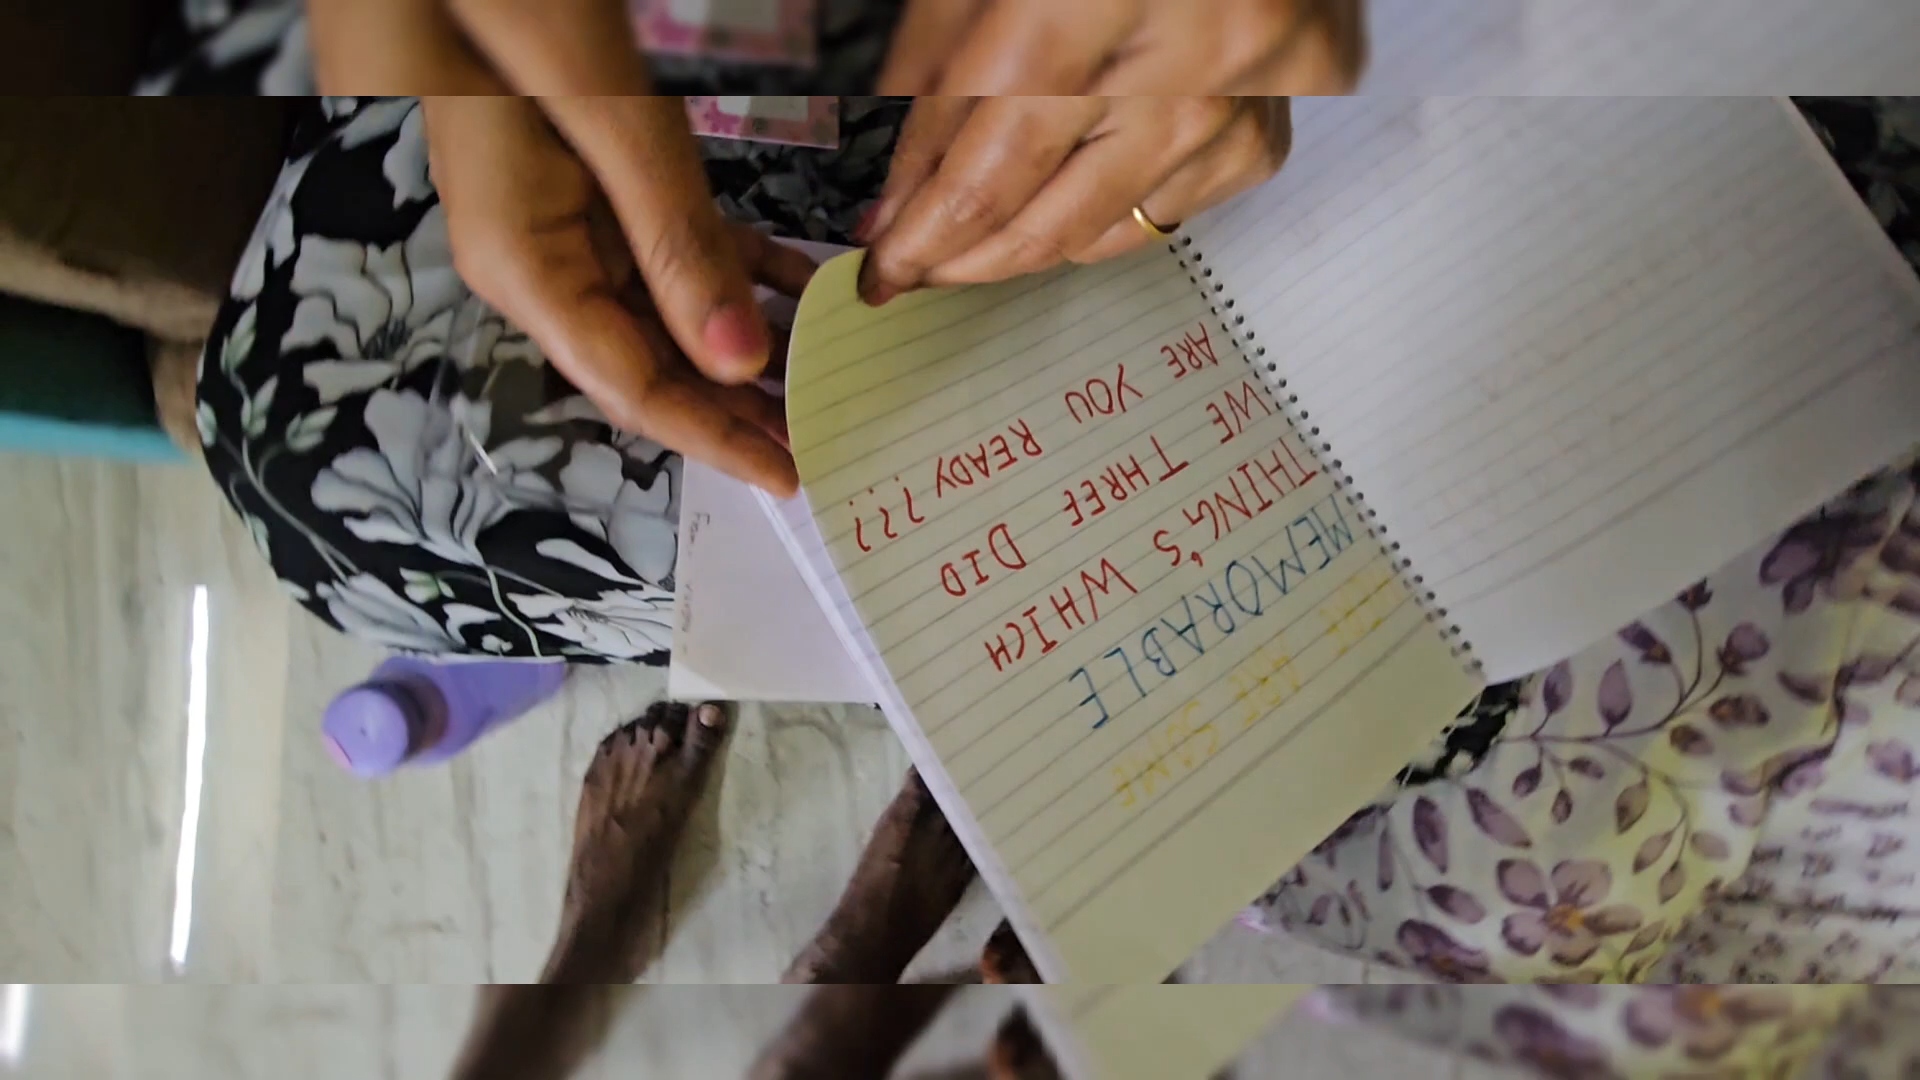 ARE SOME
MEMORABLE
THING'S WHICH
WE THREE DID
ARE YOU READY???